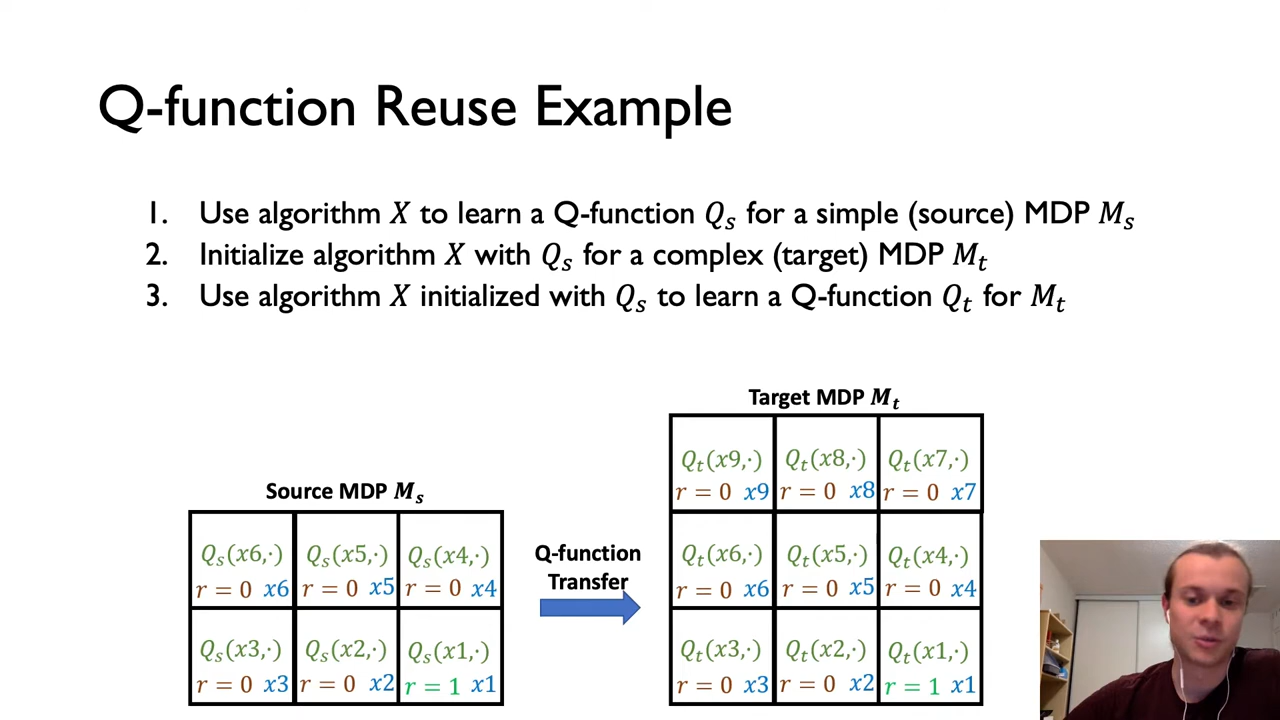 Q-function Reuse Example
1. Use algorithm X to learn a Q-function Qₛ for a simple (source) MDP Mₛ
2. Initialize algorithm X with Qₛ for a complex (target) MDP Mₜ
3. Use algorithm X initialized with Qₛ to learn a Q-function Qₜ for Mₜ
Source MDP Mₛ
Qₛ(x6,·) Qₛ(x5,·) Qₛ(x4,·)
r = 0 x6 r = 0 x5 r = 0 x4
Qₛ(x3,·) Qₛ(x2,·) Qₛ(x1,·)
r = 0 x3 r = 0 x2 r = 1 x1
Q-function
Transfer
Target MDP Mₜ
Qₜ(x9,·) Qₜ(x8,·) Qₜ(x7,·)
r = 0 x9 r = 0 x8 r = 0 x7
Qₜ(x6,·) Qₜ(x5,·) Qₜ(x4,·)
r = 0 x6 r = 0 x5 r = 0 x4
Qₜ(x3,·) Qₜ(x2,·) Qₜ(x1,·)
r = 0 x3 r = 0 x2 r = 1 x1